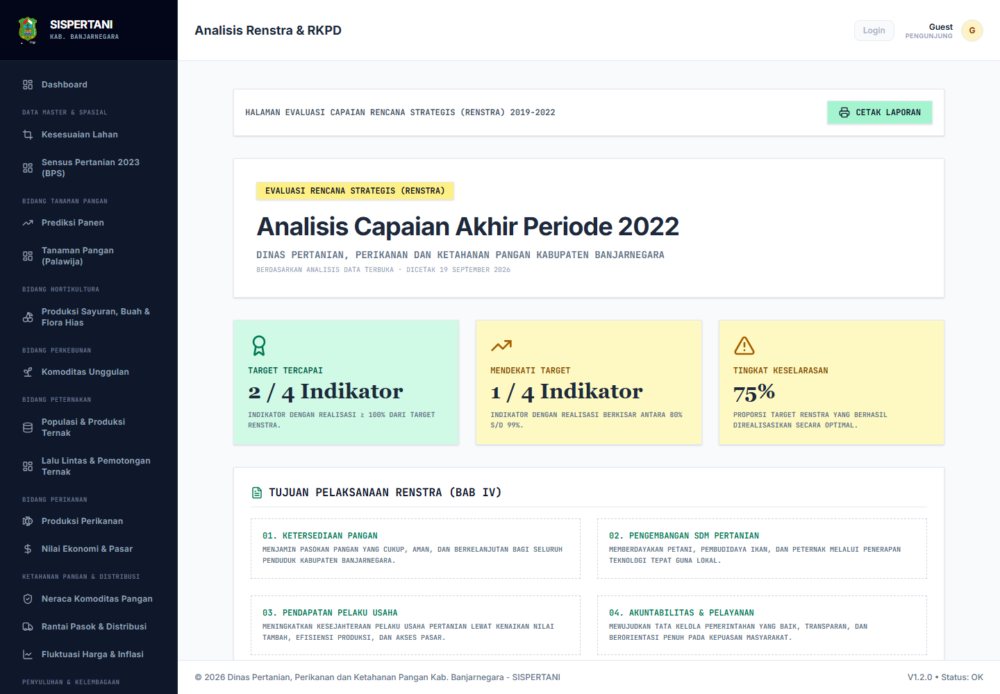 SISPERTANI
KAB. BANJARNEGARA
Dashboard
DATA MASTER & SPASIAL
Kesesuaian Lahan
Sensus Pertanian 2023
(BPS)
BIDANG TANAMAN PANGAN
Prediksi Panen
Tanaman Pangan
(Palawija)
BIDANG HORTIKULTURA
Produksi Sayuran, Buah &
Flora Hias
BIDANG PERKEBUNAN
Komoditas Unggulan
BIDANG PETERNAKAN
Populasi & Produksi
Ternak
Lalu Lintas & Pemotongan
Ternak
BIDANG PERIKANAN
Produksi Perikanan
Nilai Ekonomi & Pasar
KETAHANAN PANGAN & DISTRIBUSI
Neraca Komoditas Pangan
Rantai Pasok & Distribusi
Fluktuasi Harga & Inflasi
PENYULUHAN & KELEMBAGAAN
Analisis Renstra & RKPD
Login
Guest
PENGUNJUNG
G
HALAMAN EVALUASI CAPAIAN RENCANA STRATEGIS (RENSTRA) 2019-2022
CETAK LAPORAN
EVALUASI RENCANA STRATEGIS (RENSTRA)
Analisis Capaian Akhir Periode 2022
DINAS PERTANIAN, PERIKANAN DAN KETAHANAN PANGAN KABUPATEN BANJARNEGARA
BERDASARKAN ANALISIS DATA TERBUKA · DICETAK 19 SEPTEMBER 2026
TARGET TERCAPAI
2 / 4 Indikator
INDIKATOR DENGAN REALISASI ≥ 100% DARI TARGET
RENSTRA.
MENDEKATI TARGET
1 / 4 Indikator
INDIKATOR DENGAN REALISASI BERKISAR ANTARA 80%
S/D 99%.
TINGKAT KESELARASAN
75%
PROPORSI TARGET RENSTRA YANG BERHASIL
DIREALISASIKAN SECARA OPTIMAL.
TUJUAN PELAKSANAAN RENSTRA (BAB IV)
01. KETERSEDIAAN PANGAN
MENJAMIN PASOKAN PANGAN YANG CUKUP, AMAN, DAN BERKELANJUTAN BAGI SELURUH
PENDUDUK KABUPATEN BANJARNEGARA.
02. PENGEMBANGAN SDM PERTANIAN
MEMBERDAYAKAN PETANI, PEMBUDIDAYA IKAN, DAN PETERNAK MELALUI PENERAPAN
TEKNOLOGI TEPAT GUNA LOKAL.
03. PENDAPATAN PELAKU USAHA
MENINGKATKAN KESEJAHTERAAN PELAKU USAHA PERTANIAN LEWAT KENAIKAN NILAI
TAMBAH, EFISIENSI PRODUKSI, DAN AKSES PASAR.
04. AKUNTABILITAS & PELAYANAN
MEWUJUDKAN TATA KELOLA PEMERINTAHAN YANG BAIK, TRANSPARAN, DAN
BERORIENTASI PENUH PADA KEPUASAN MASYARAKAT.
© 2026 Dinas Pertanian, Perikanan dan Ketahanan Pangan Kab. Banjarnegara - SISPERTANI
V1.2.0 • Status: OK